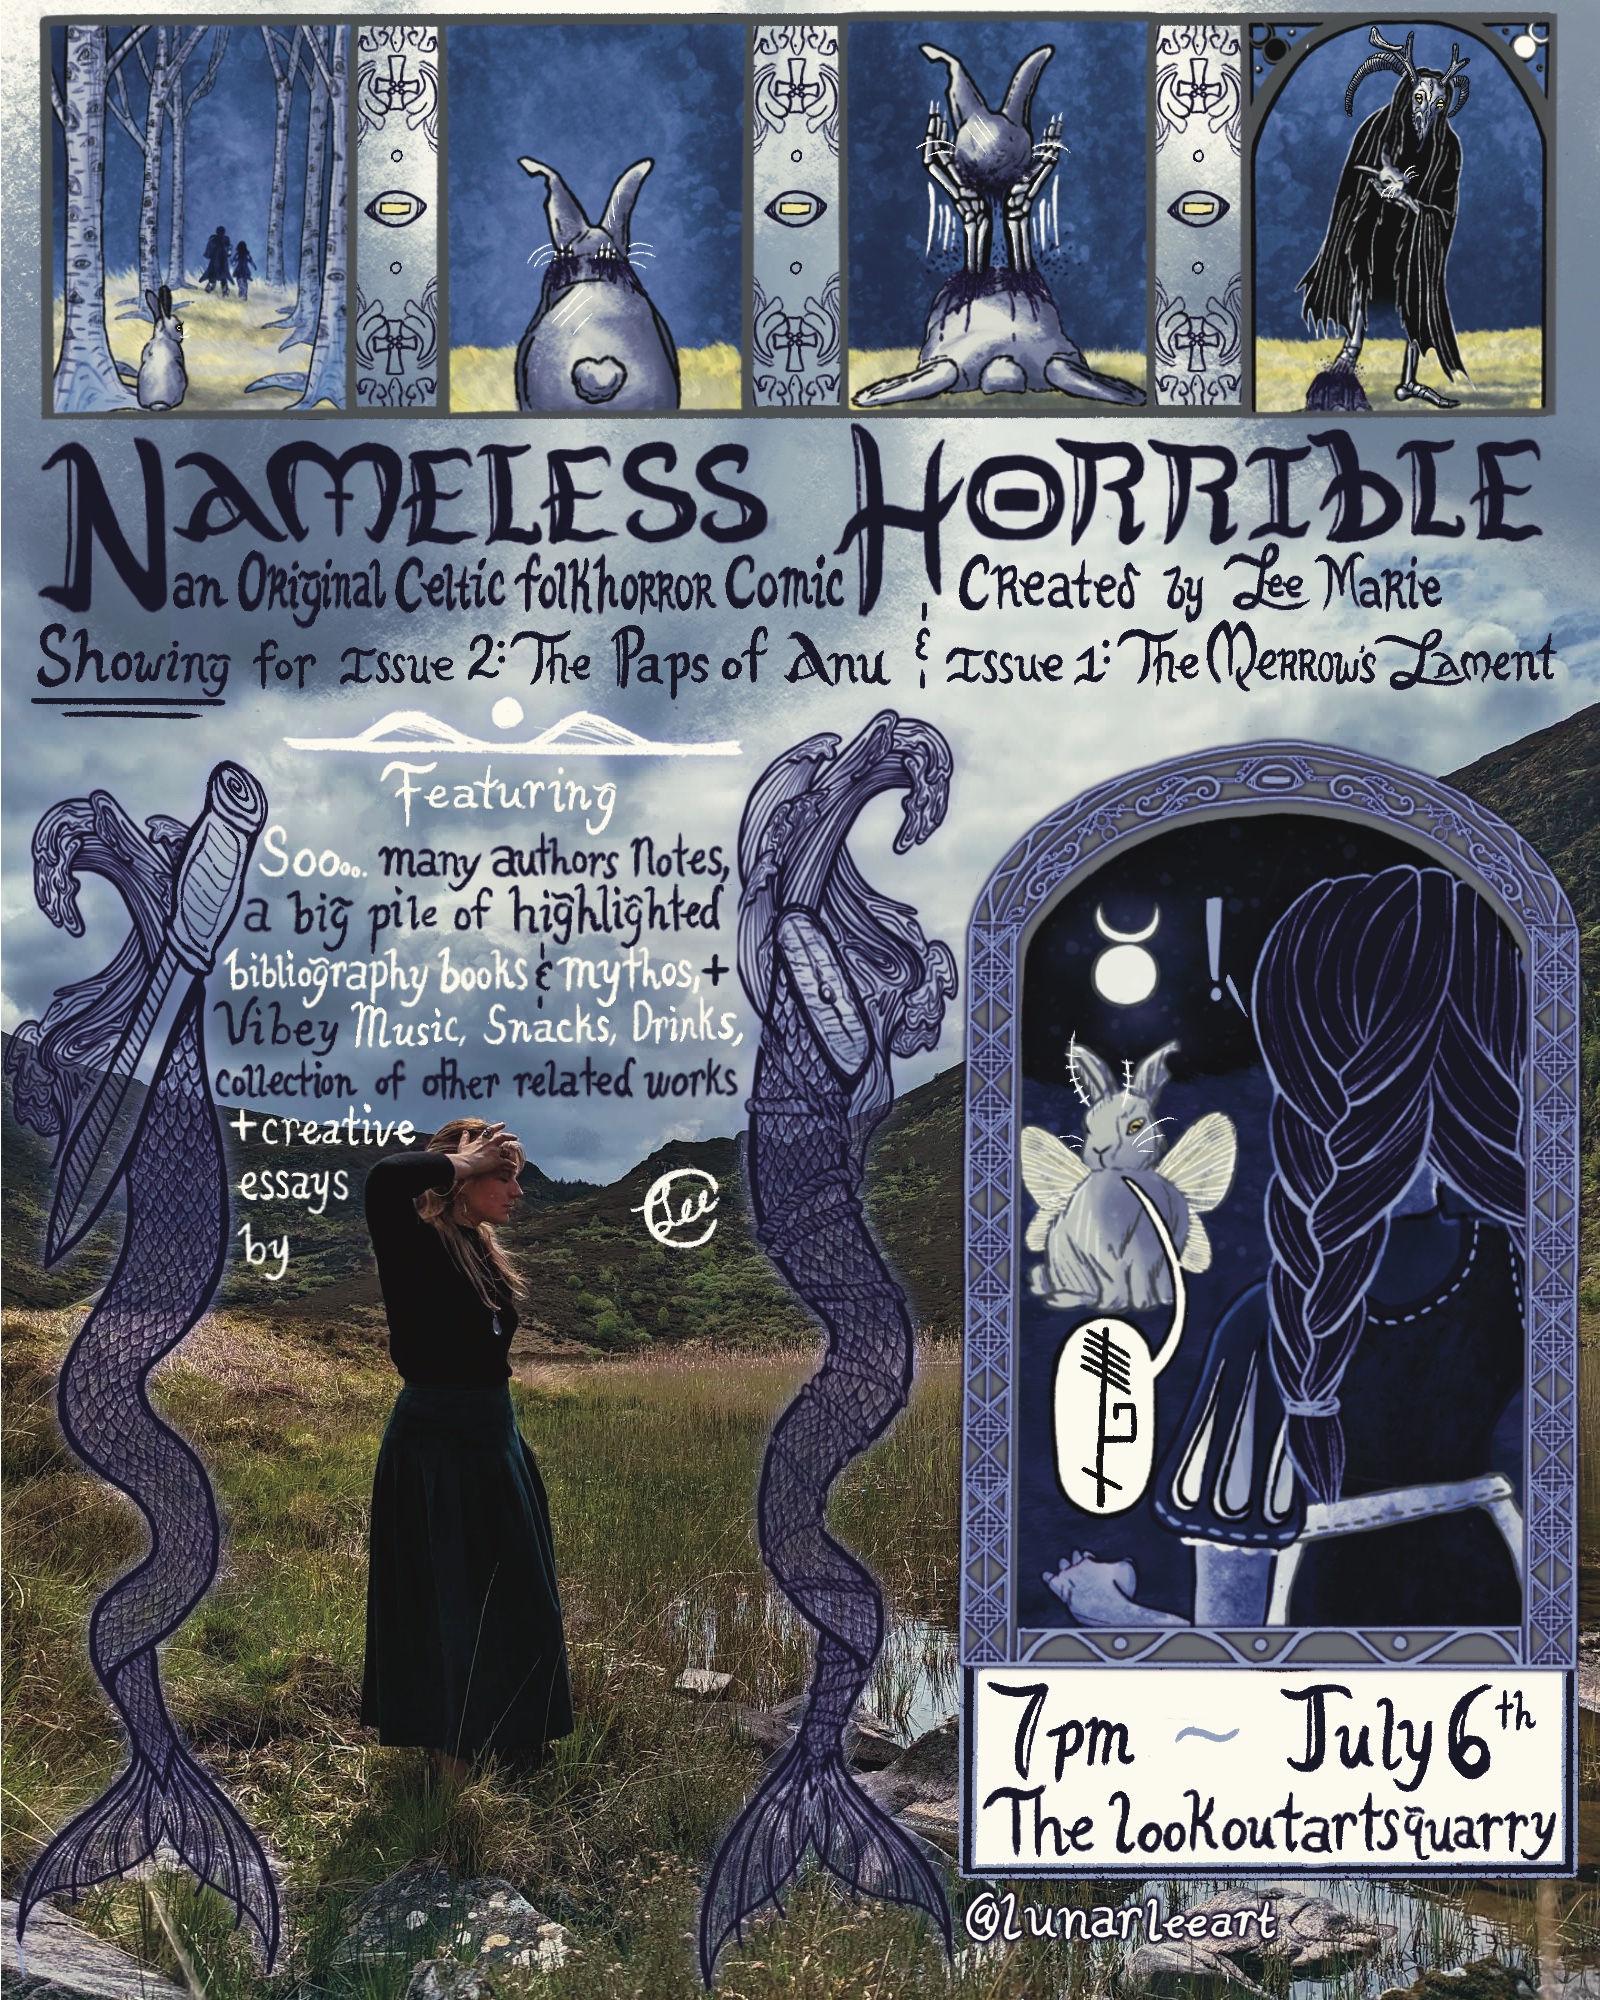 NAMELESS HORRIBLE
an Original Celtic folkhorror Comic Created by Lee Marie
Showing for Issue 2: The Paps of Anu & Issue 1: The Merrow's Lament
Featuring
Soo... many authors notes,
a big pile of highlighted
bibliography books & mythos, +
Vibey Music, Snacks, Drinks,
collection of other related works
+ creative
essays
by
Lee
!
7pm ~ July 6th
The lookoutartsquarry
@lunarleeart